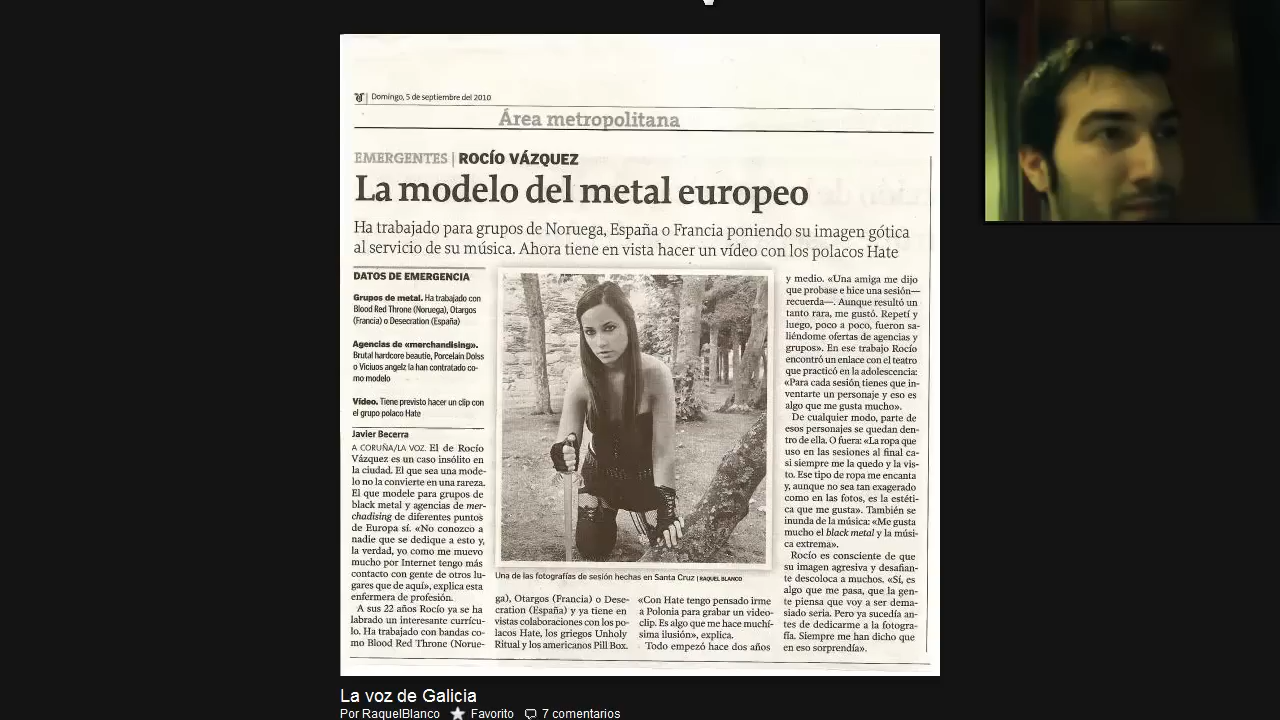 Domingo, 5 de septiembre del 2010
Área metropolitana
EMERGENTES | ROCÍO VÁZQUEZ
La modelo del metal europeo
Ha trabajado para grupos de Noruega, España o Francia poniendo su imagen gótica
al servicio de su música. Ahora tiene en vista hacer un vídeo con los polacos Hate
DATOS DE EMERGENCIA
Grupos de metal. Ha trabajado con
Blood Red Throne (Noruega), Otargos
(Francia) o Desecration (España)
Agencias de «merchandising».
Brutal hardcore beautie, Porcelain Dolss
o Viciuos angelz la han contratado co-
mo modelo
Vídeo. Tiene previsto hacer un clip con
el grupo polaco Hate
Javier Becerra
A CORUÑA/LA VOZ. El de Rocío
Vázquez es un caso insólito en
la ciudad. El que sea una mode-
lo no la convierte en una rareza.
El que modele para grupos de
black metal y agencias de mer-
chadising de diferentes puntos
de Europa sí. «No conozco a
nadie que se dedique a esto y,
la verdad, yo como me muevo
mucho por Internet tengo más
contacto con gente de otros lu-
gares que de aquí», explica esta
enfermera de profesión.
A sus 22 años Rocío ya se ha
labrado un interesante currícu-
lo. Ha trabajado con bandas co-
mo Blood Red Throne (Norue-
Una de las fotografías de sesión hechas en Santa Cruz | RAQUEL BLANCO
ga), Otargos (Francia) o Dese-
cration (España) y ya tiene en
vistas colaboraciones con los po-
lacos Hate, los griegos Unholy
Ritual y los americanos Pill Box.
«Con Hate tengo pensado irme
a Polonia para grabar un video-
clip. Es algo que me hace muchí-
sima ilusión», explica.
Todo empezó hace dos años
y medio. «Una amiga me dijo
que probase e hice una sesión—
recuerda—. Aunque resultó un
tanto rara, me gustó. Repetí y
luego, poco a poco, fueron sa-
liéndome ofertas de agencias y
grupos». En ese trabajo Rocío
encontró un enlace con el teatro
que practicó en la adolescencia:
«Para cada sesión tienes que in-
ventarte un personaje y eso es
algo que me gusta mucho».
De cualquier modo, parte de
esos personajes se quedan den-
tro de ella. O fuera: «La ropa que
uso en las sesiones al final ca-
si siempre me la quedo y la vis-
to. Ese tipo de ropa me encanta
y, aunque no sea tan exagerado
como en las fotos, es la estéti-
ca que me gusta». También se
inunda de la música: «Me gusta
mucho el black metal y la músi-
ca extrema».
Rocío es consciente de que
su imagen agresiva y desafian-
te descoloca a muchos. «Sí, es
algo que me pasa, que la gen-
te piensa que voy a ser dema-
siado seria. Pero ya sucedía an-
tes de dedicarme a la fotogra-
fía. Siempre me han dicho que
en eso sorprendía».
La voz de Galicia
Por RaquelBlanco Favorito 7 comentarios